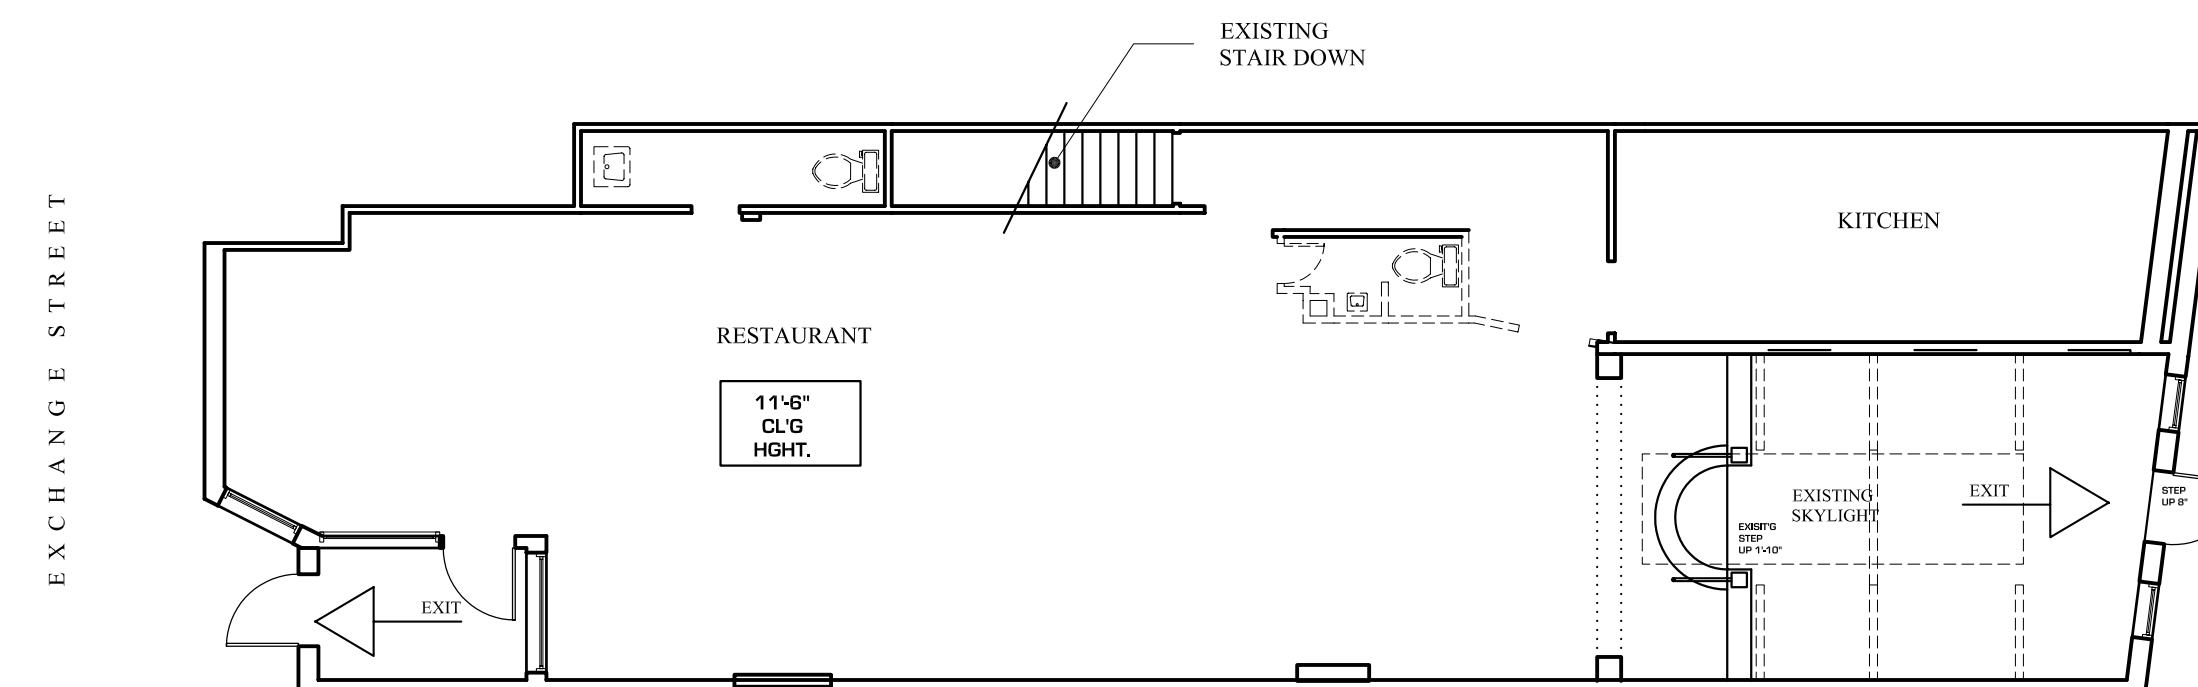 EXISTING
STAIR DOWN
EXCHANGE STREET
KITCHEN
RESTAURANT
11'-6"
CL'G
HGHT.
EXISTING
SKYLIGHT
EXIT
STEP
UP 8"
EXISIT'G
STEP
UP 1'-10"
EXIT